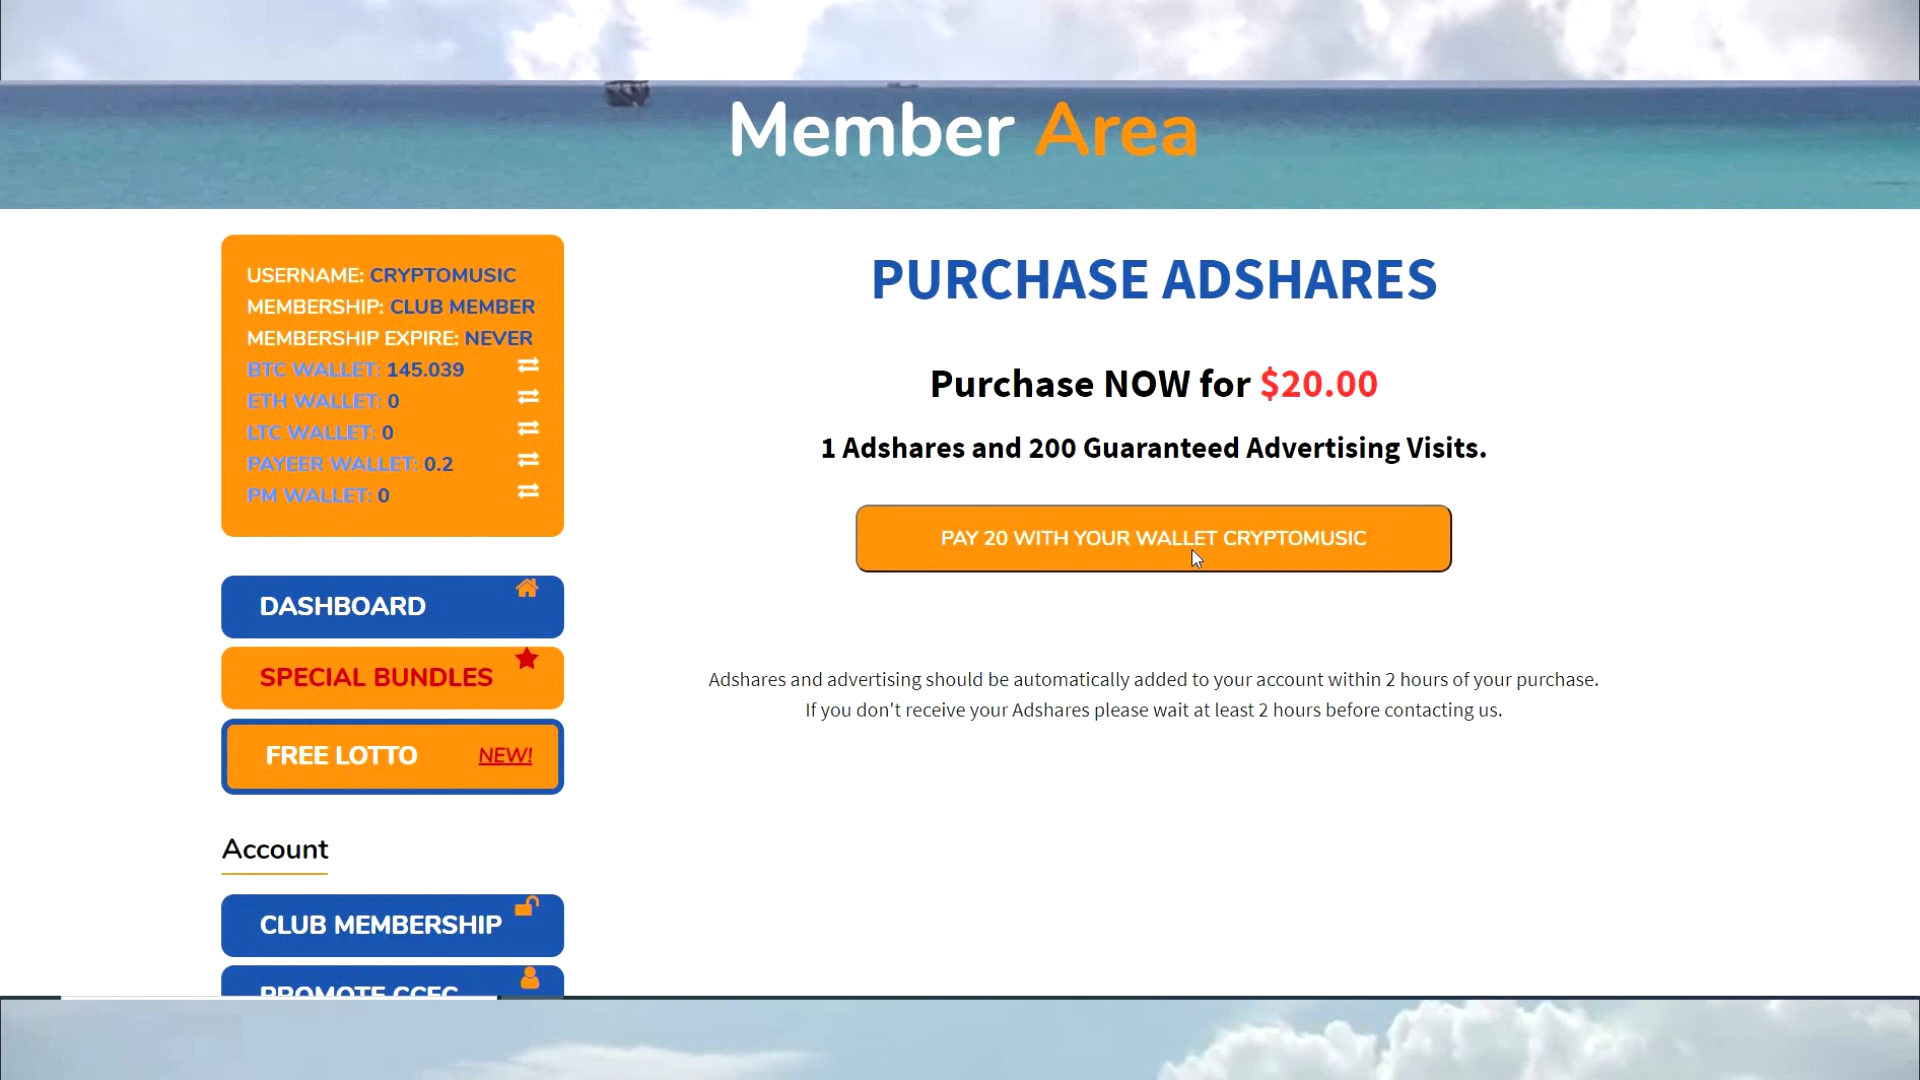 Member Area
USERNAME: CRYPTOMUSIC
MEMBERSHIP: CLUB MEMBER
MEMBERSHIP EXPIRE: NEVER
BTC WALLET: 145.039
ETH WALLET: 0
LTC WALLET: 0
PAYEER WALLET: 0.2
PM WALLET: 0
DASHBOARD
SPECIAL BUNDLES
FREE LOTTO NEW!
Account
CLUB MEMBERSHIP
PROMOTE CCFC
PURCHASE ADSHARES
Purchase NOW for $20.00
1 Adshares and 200 Guaranteed Advertising Visits.
PAY 20 WITH YOUR WALLET CRYPTOMUSIC
Adshares and advertising should be automatically added to your account within 2 hours of your purchase.
If you don't receive your Adshares please wait at least 2 hours before contacting us.